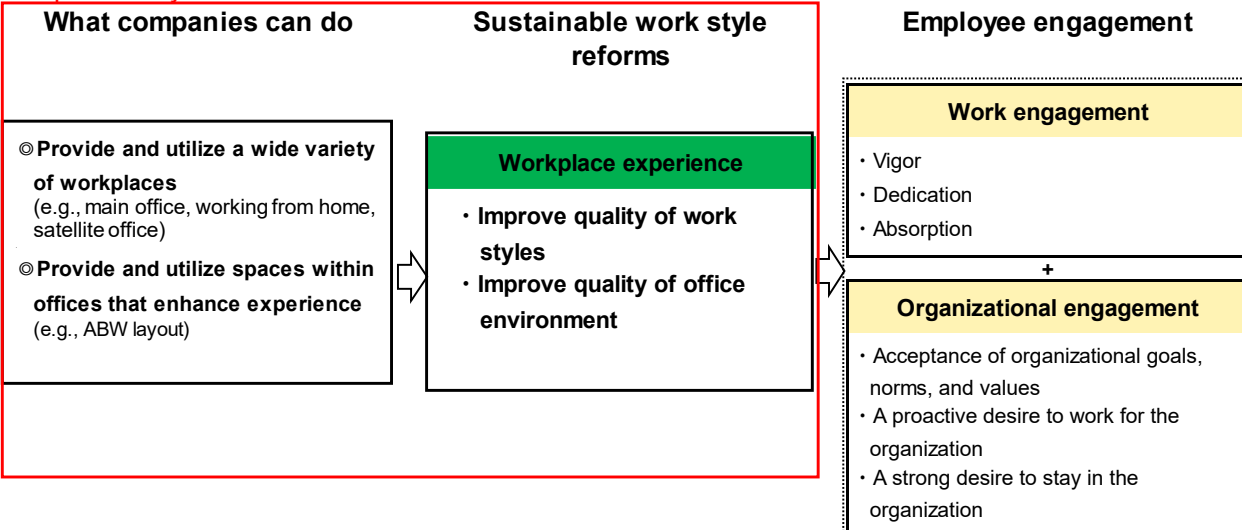 What companies can do
Sustainable work style
reforms
Employee engagement
◎Provide and utilize a wide variety
of workplaces
(e.g., main office, working from home,
satellite office)
◎Provide and utilize spaces within
offices that enhance experience
(e.g., ABW layout)
Workplace experience
・Improve quality of work
styles
・Improve quality of office
environment
Work engagement
・Vigor
・Dedication
・Absorption
+
Organizational engagement
・Acceptance of organizational goals,
norms, and values
・A proactive desire to work for the
organization
・A strong desire to stay in the
organization